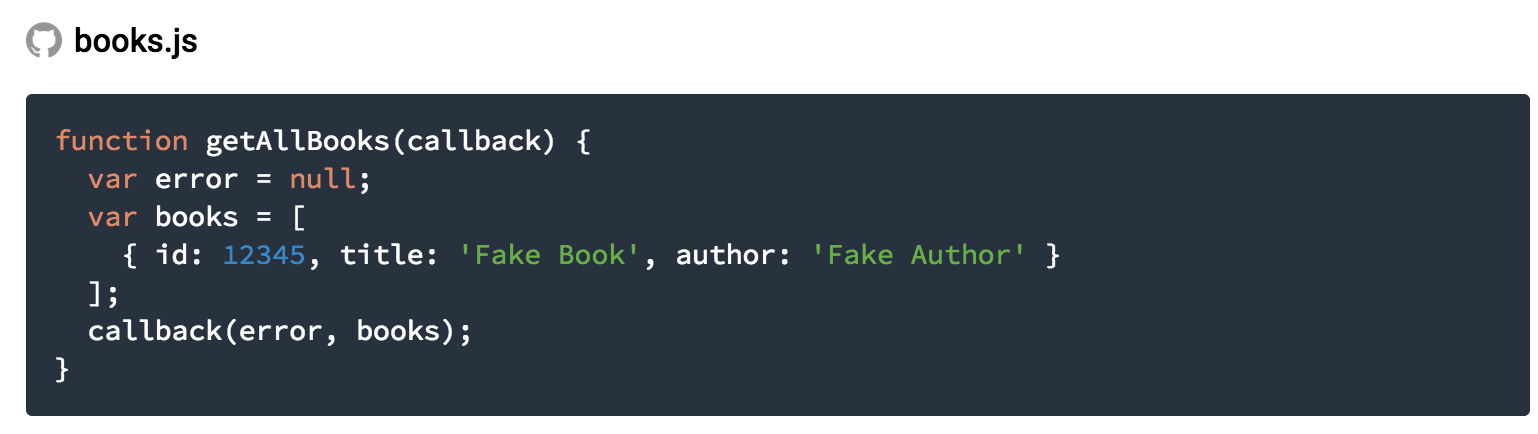 books.js
function getAllBooks(callback) {
  var error = null;
  var books = [
    { id: 12345, title: 'Fake Book', author: 'Fake Author' }
  ];
  callback(error, books);
}